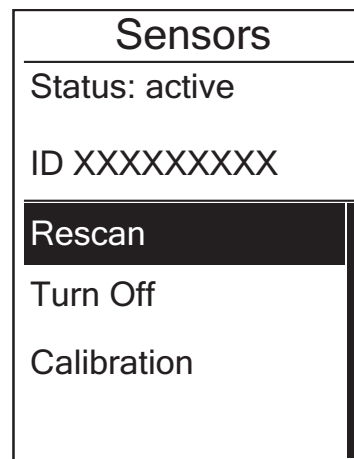 Sensors
Status: active
ID XXXXXXXXX
Rescan
Turn Off
Calibration